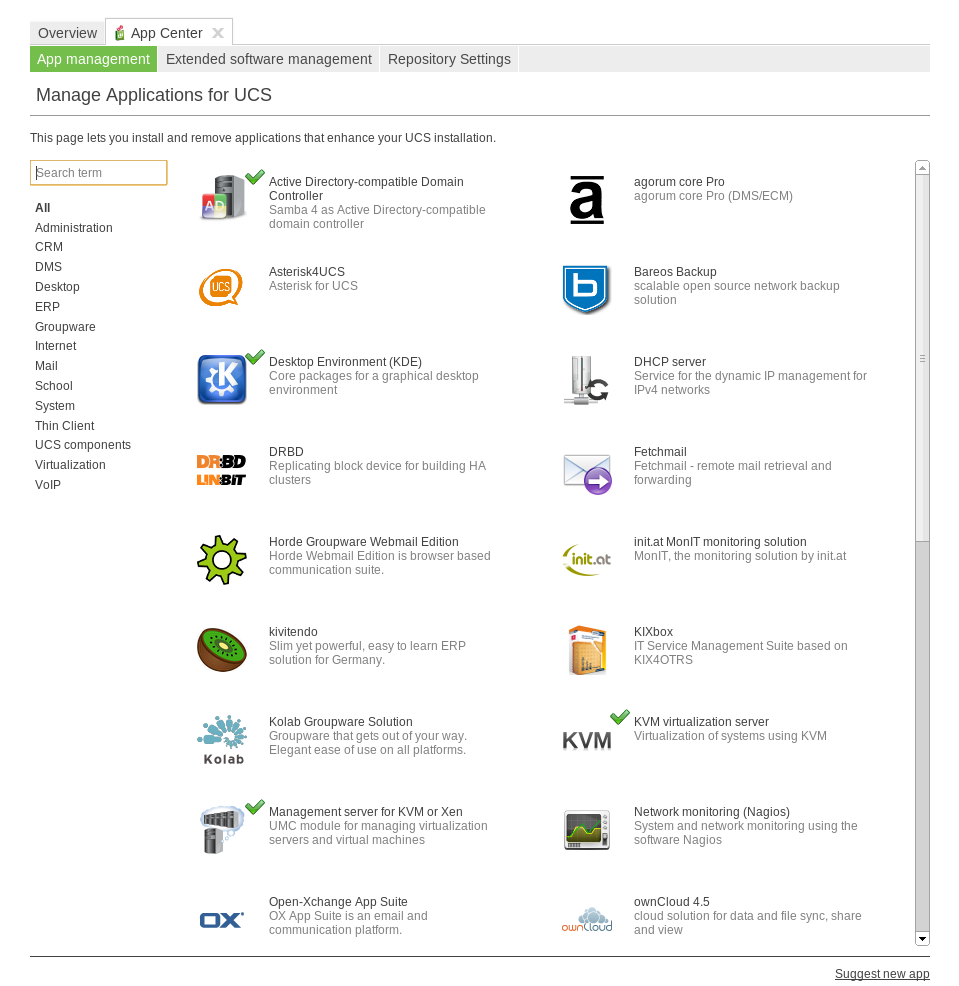 Overview App Center
App management Extended software management Repository Settings
Manage Applications for UCS
This page lets you install and remove applications that enhance your UCS installation.
Search term
All
Administration
CRM
DMS
Desktop
ERP
Groupware
Internet
Mail
School
System
Thin Client
UCS components
Virtualization
VoIP
AD
Active Directory-compatible Domain
Controller
Samba 4 as Active Directory-compatible
domain controller
a
agorum core Pro
agorum core Pro (DMS/ECM)
UCS
Asterisk4UCS
Asterisk for UCS
b
Bareos Backup
scalable open source network backup
solution
K
Desktop Environment (KDE)
Core packages for a graphical desktop
environment
DHCP server
Service for the dynamic IP management for
IPv4 networks
DR:BD
LIN:BIT
DRBD
Replicating block device for building HA
clusters
Fetchmail
Fetchmail - remote mail retrieval and
forwarding
Horde Groupware Webmail Edition
Horde Webmail Edition is browser based
communication suite.
init.at
init.at MonIT monitoring solution
MonIT, the monitoring solution by init.at
kivitendo
Slim yet powerful, easy to learn ERP
solution for Germany.
KIXbox
IT Service Management Suite based on
KIX4OTRS
Kolab
Kolab Groupware Solution
Groupware that gets out of your way.
Elegant ease of use on all platforms.
KVM
KVM virtualization server
Virtualization of systems using KVM
Management server for KVM or Xen
UMC module for managing virtualization
servers and virtual machines
Network monitoring (Nagios)
System and network monitoring using the
software Nagios
OX
Open-Xchange App Suite
OX App Suite is an email and
communication platform.
ownCloud
ownCloud 4.5
cloud solution for data and file sync, share
and view
Suggest new app